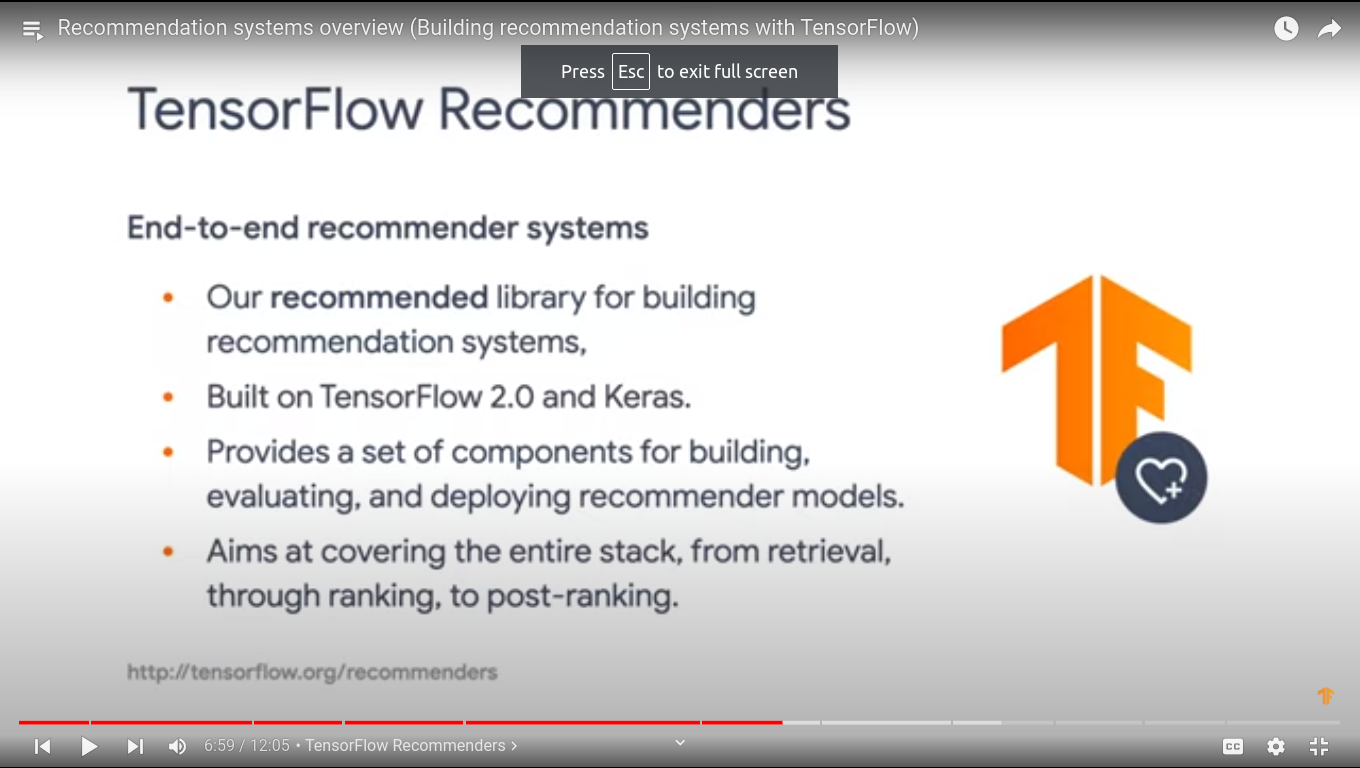 Recommendation systems overview (Building recommendation systems with TensorFlow)
Press Esc to exit full screen
TensorFlow Recommenders
End-to-end recommender systems
• Our recommended library for building
recommendation systems,
• Built on TensorFlow 2.0 and Keras.
• Provides a set of components for building,
evaluating, and deploying recommender models.
• Aims at covering the entire stack, from retrieval,
through ranking, to post-ranking.
http://tensorflow.org/recommenders
6:59 / 12:05 • TensorFlow Recommenders >
CC